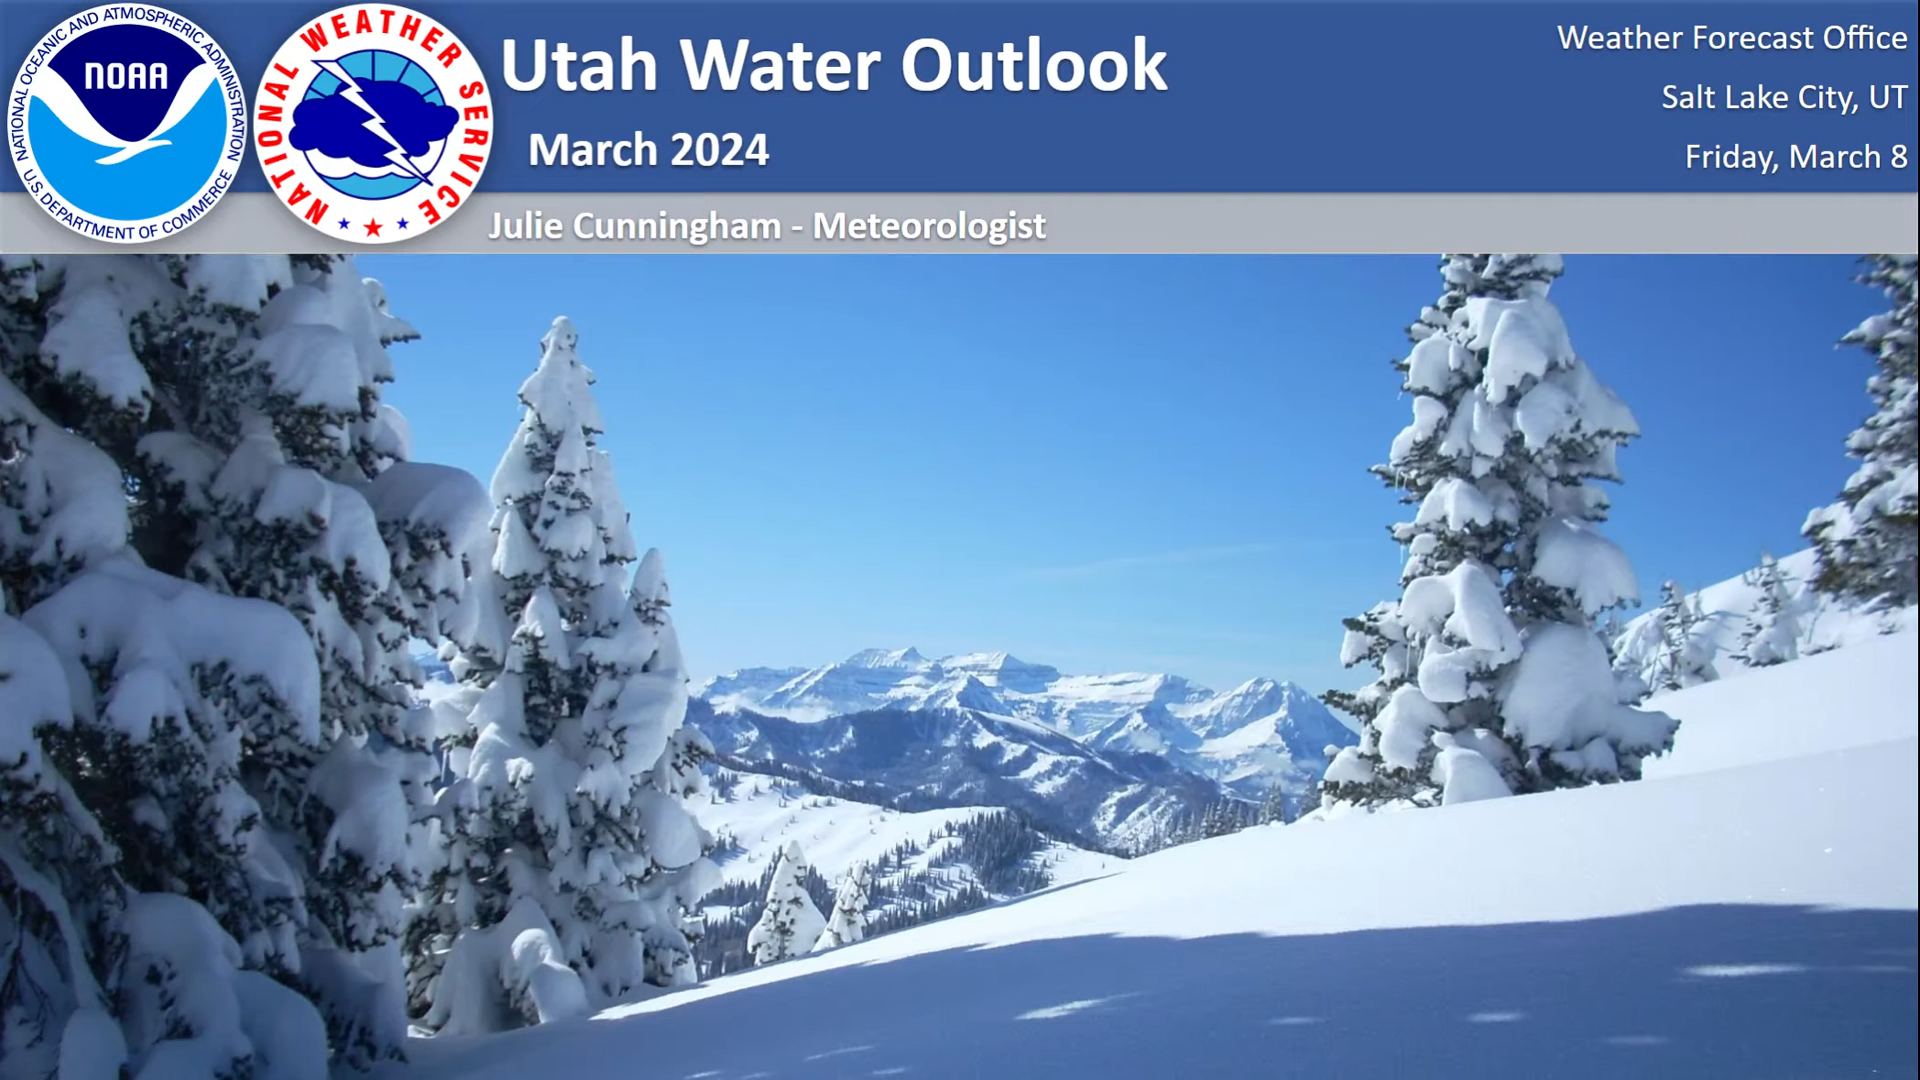 NATIONAL OCEANIC AND ATMOSPHERIC ADMINISTRATION
NOAA
U.S. DEPARTMENT OF COMMERCE
NATIONAL WEATHER SERVICE
Utah Water Outlook
March 2024
Julie Cunningham - Meteorologist
Weather Forecast Office
Salt Lake City, UT
Friday, March 8